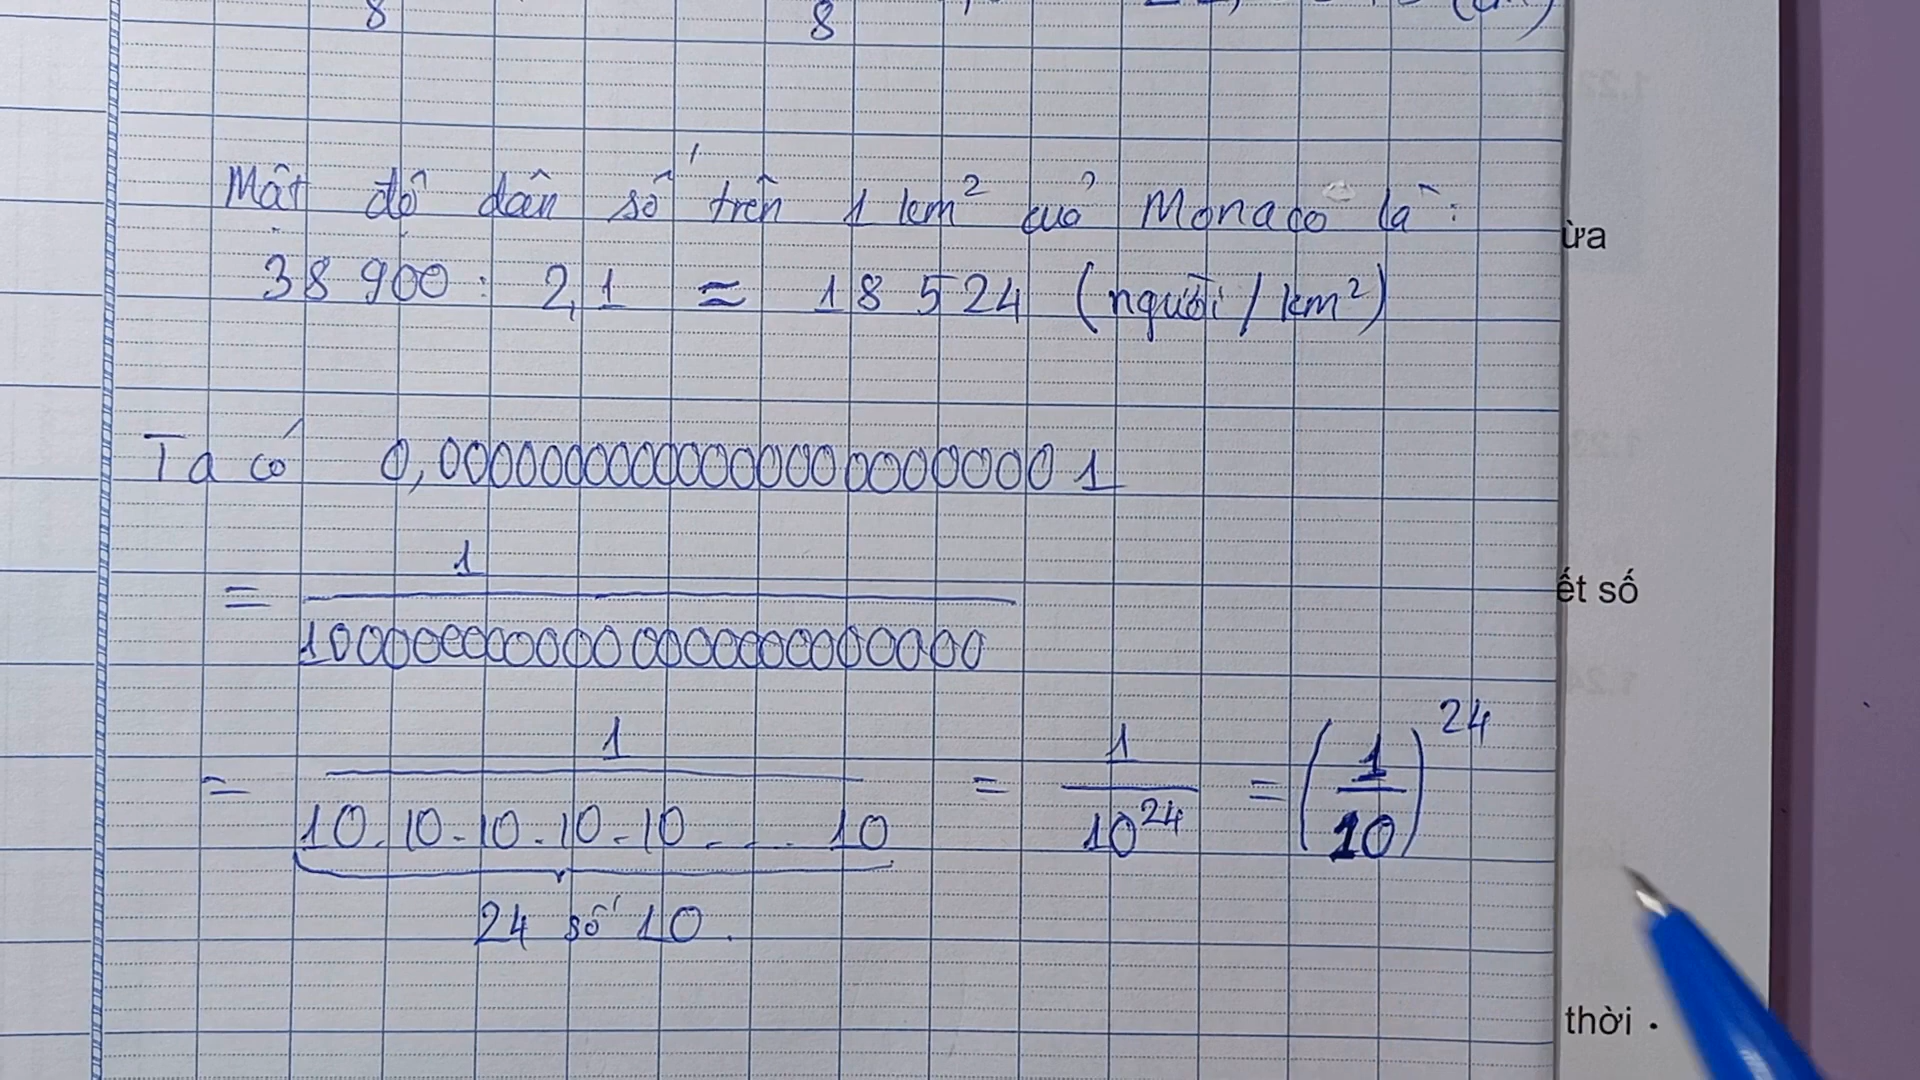 8 8
Mật độ dân số trên 1 km² của Monaco là :
38 900 : 2,1 ≈ 18 524 (người / km²)
ừa
Ta có 0,000000000000000000000001
= 1
1000000000000000000000000
ết số
= 1 = 1 = (1)²⁴
10.10.10.10.10. . . 10 10²⁴ 10
24 số 10.
thời .